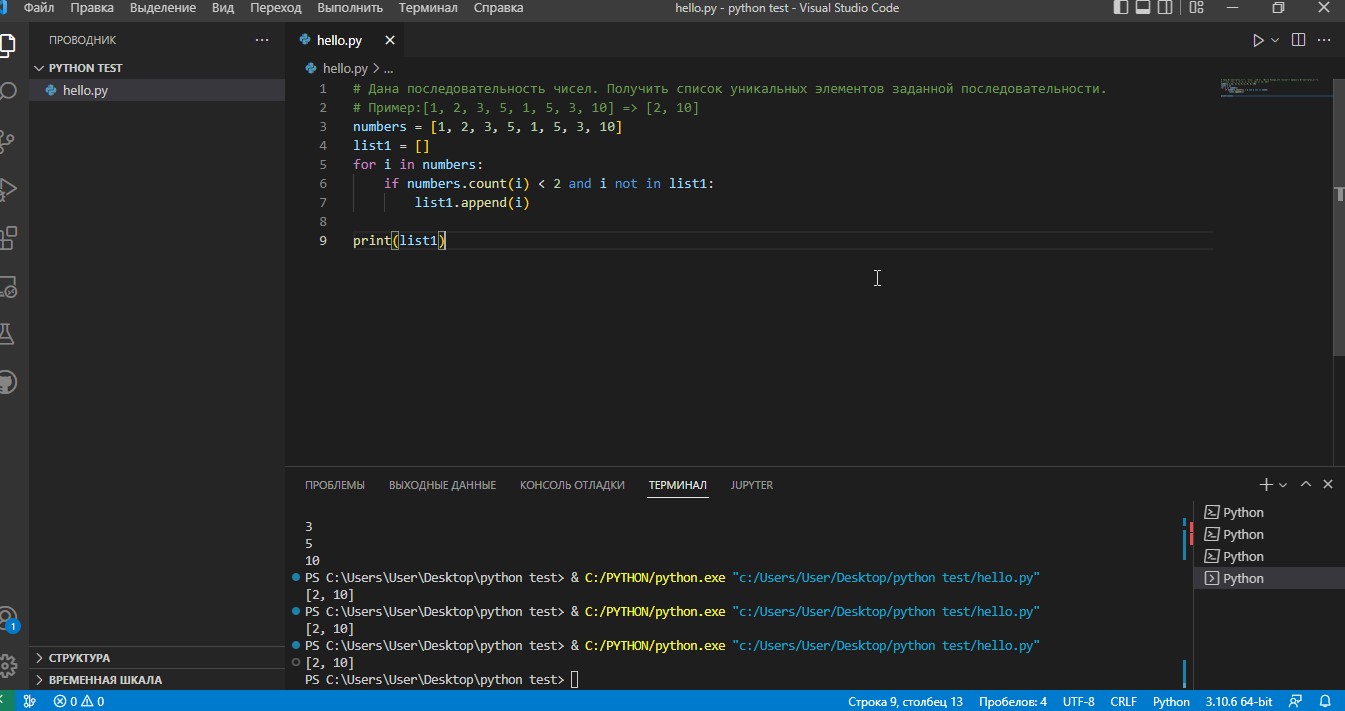 Файл Правка Выделение Вид Переход Выполнить Терминал Справка hello.py - python test - Visual Studio Code
ПРОВОДНИК
PYTHON TEST
hello.py
СТРУКТУРА
ВРЕМЕННАЯ ШКАЛА
hello.py
hello.py > ...
1 # Дана последовательность чисел. Получить список уникальных элементов заданной последовательности.
2 # Пример:[1, 2, 3, 5, 1, 5, 3, 10] => [2, 10]
3 numbers = [1, 2, 3, 5, 1, 5, 3, 10]
4 list1 = []
5 for i in numbers:
6     if numbers.count(i) < 2 and i not in list1:
7         list1.append(i)
8
9 print(list1)
ПРОБЛЕМЫ ВЫХОДНЫЕ ДАННЫЕ КОНСОЛЬ ОТЛАДКИ ТЕРМИНАЛ JUPYTER
3
5
10
PS C:\Users\User\Desktop\python test> & C:/PYTHON/python.exe "c:/Users/User/Desktop/python test/hello.py"
[2, 10]
PS C:\Users\User\Desktop\python test> & C:/PYTHON/python.exe "c:/Users/User/Desktop/python test/hello.py"
[2, 10]
PS C:\Users\User\Desktop\python test> & C:/PYTHON/python.exe "c:/Users/User/Desktop/python test/hello.py"
[2, 10]
PS C:\Users\User\Desktop\python test>
Python
Python
Python
Python
1
0 0 Строка 9, столбец 13 Пробелов: 4 UTF-8 CRLF Python 3.10.6 64-bit